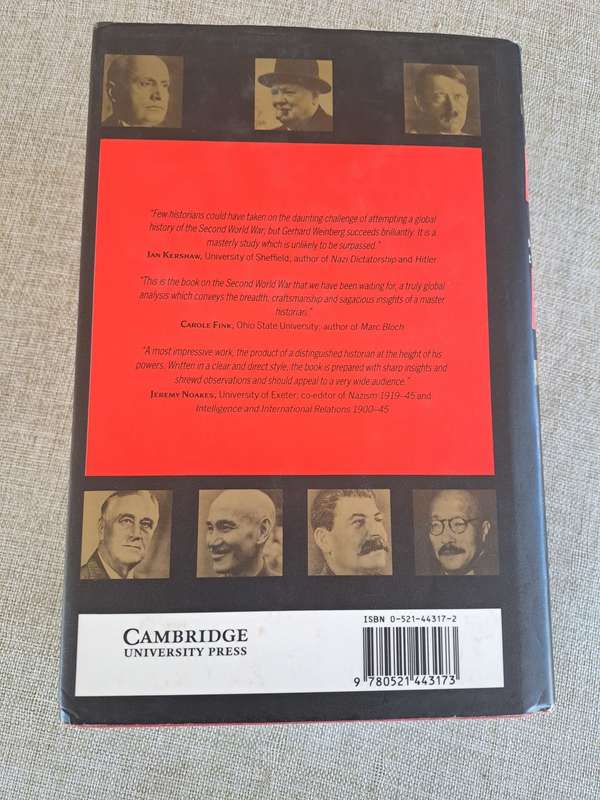 "Few historians could have taken on the daunting challenge of attempting a global
history of the Second World War, but Gerhard Weinberg succeeds brilliantly. It is a
masterly study which is unlikely to be surpassed."
IAN KERSHAW, University of Sheffield, author of Nazi Dictatorship and Hitler
"This is the book on the Second World War that we have been waiting for, a truly global
analysis which conveys the breadth, craftsmanship and sagacious insights of a master
historian."
CAROLE FINK, Ohio State University; author of Marc Bloch
"A most impressive work, the product of a distinguished historian at the height of his
powers. Written in a clear and direct style, the book is prepared with sharp insights and
shrewd observations and should appeal to a very wide audience."
JEREMY NOAKES, University of Exeter; co-editor of Nazism 1919–45 and
Intelligence and International Relations 1900–45
CAMBRIDGE
UNIVERSITY PRESS
ISBN 0-521-44317-2
9 780521 443173